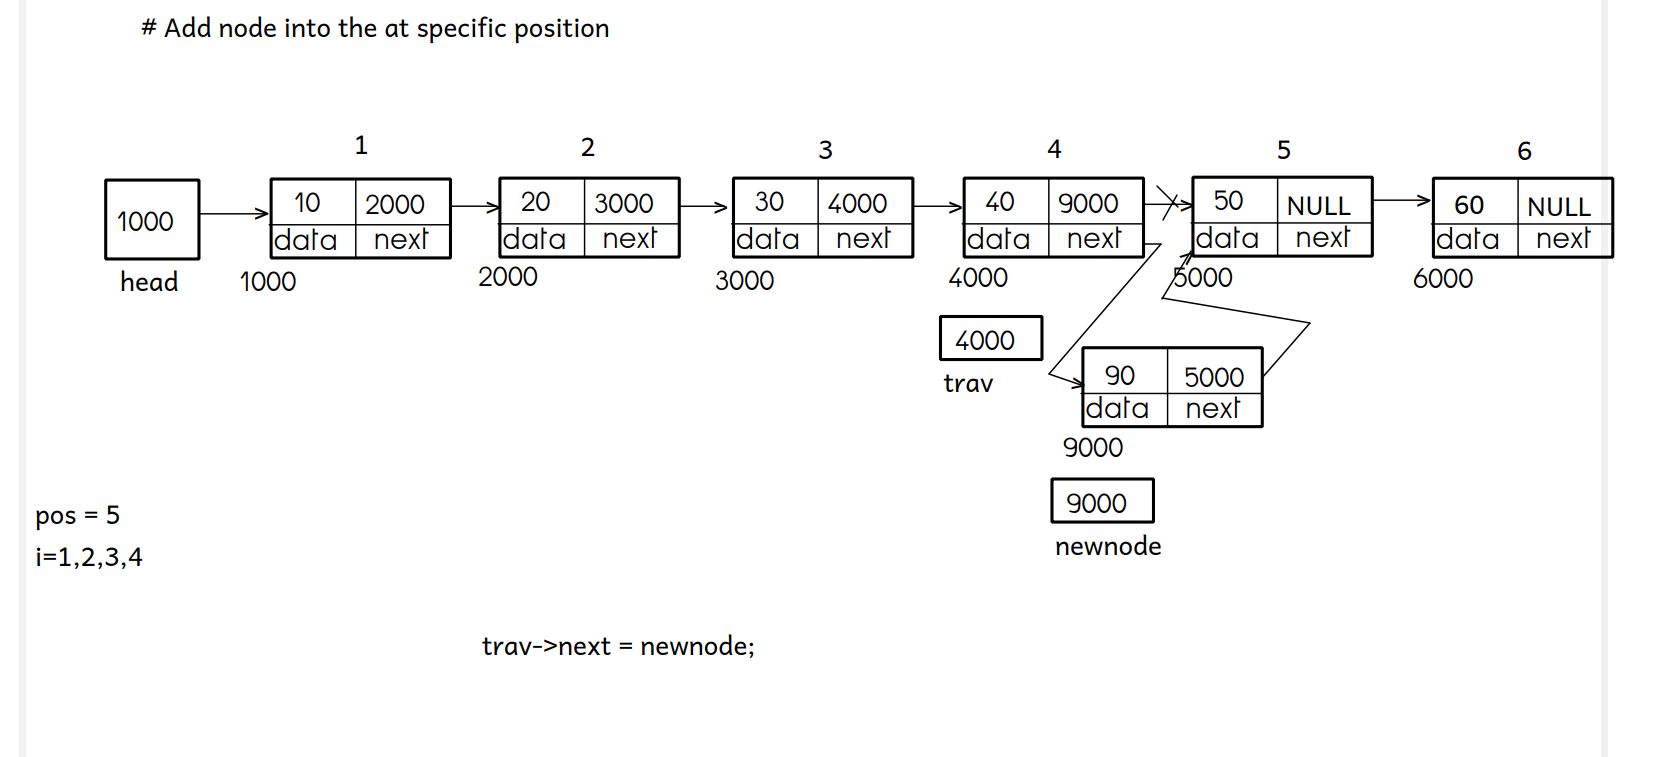 # Add node into the at specific position
1 2 3 4 5 6
1000 10 2000 20 3000 30 4000 40 9000 50 NULL 60 NULL
data next data next data next data next data next data next
head 1000 2000 3000 4000 5000 6000
4000
trav
90 5000
data next
9000
9000
newnode
pos = 5
i=1,2,3,4
trav->next = newnode;